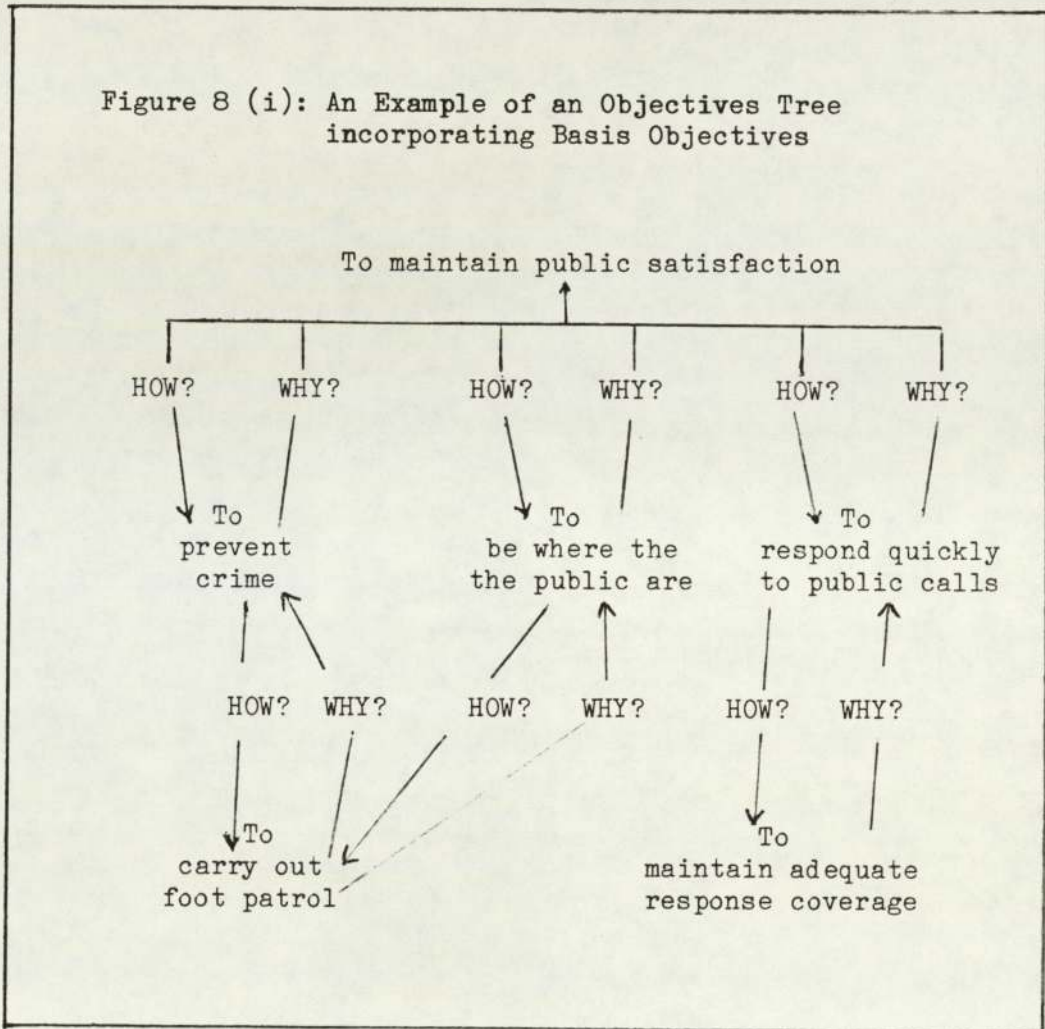 Figure 8 (i): An Example of an Objectives Tree
incorporating Basis Objectives
To maintain public satisfaction
HOW? WHY? HOW? WHY? HOW? WHY?
To To To
prevent be where the respond quickly
crime the public are to public calls
HOW? WHY? HOW? WHY? HOW? WHY?
To To
carry out maintain adequate
foot patrol response coverage